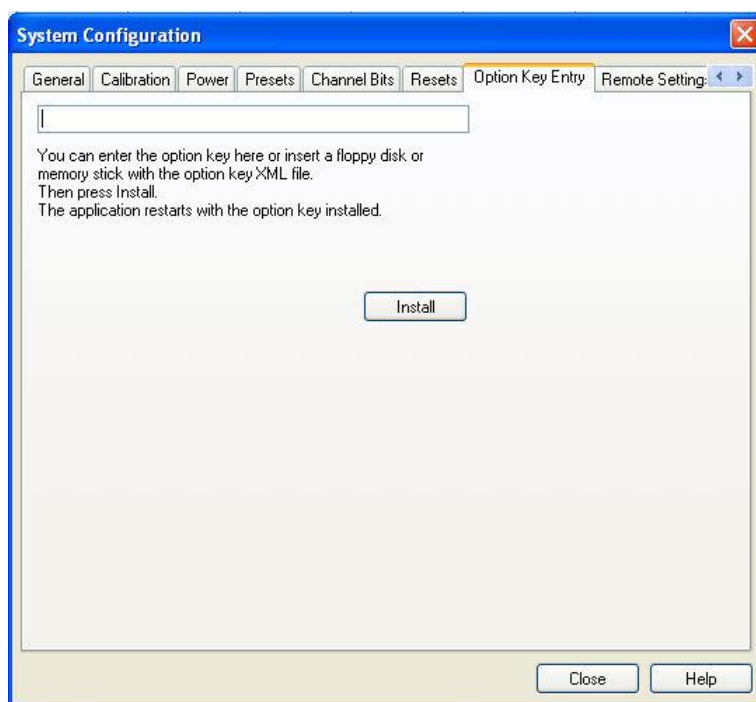 System Configuration
General Calibration Power Presets Channel Bits Resets Option Key Entry Remote Setting
You can enter the option key here or insert a floppy disk or
memory stick with the option key XML file.
Then press Install.
The application restarts with the option key installed.
Install
Close Help